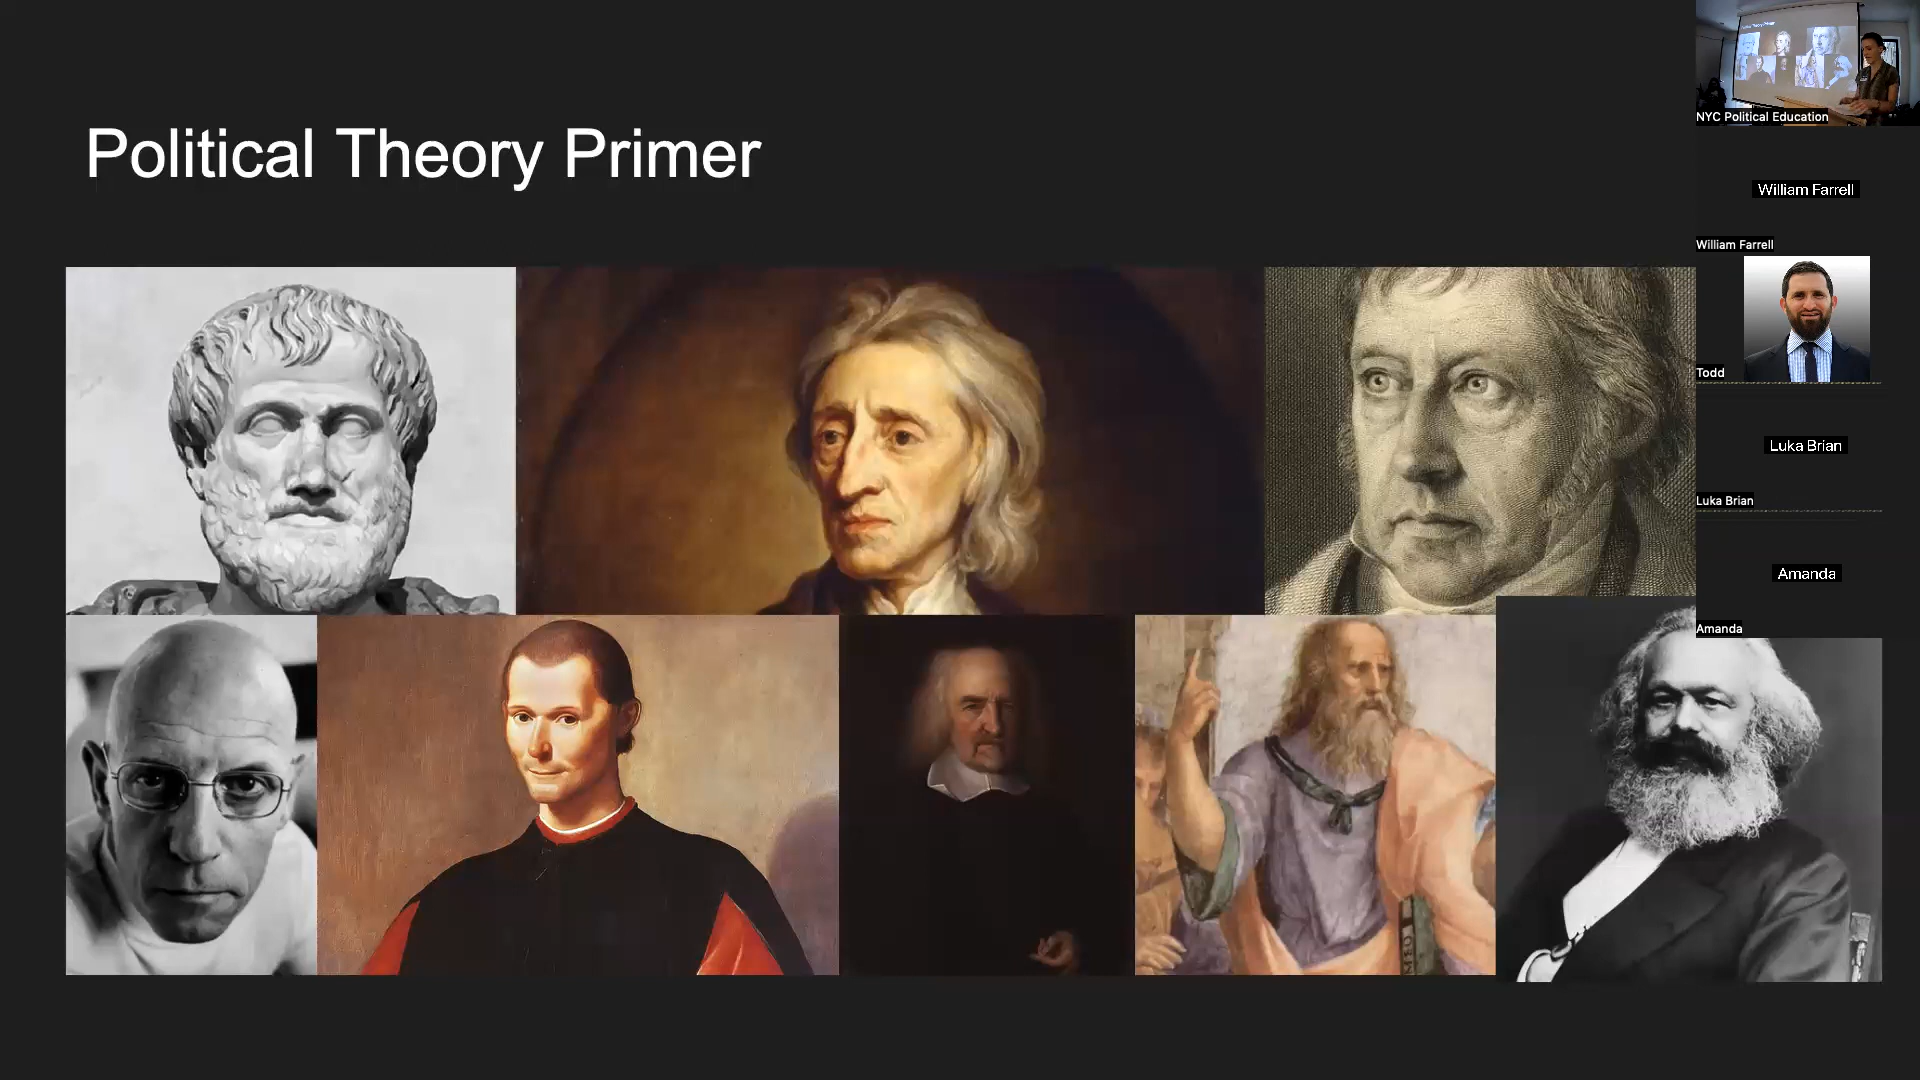 Political Theory Primer
NYC Political Education
William Farrell
William Farrell
Todd
Luka Brian
Luka Brian
Amanda
Amanda